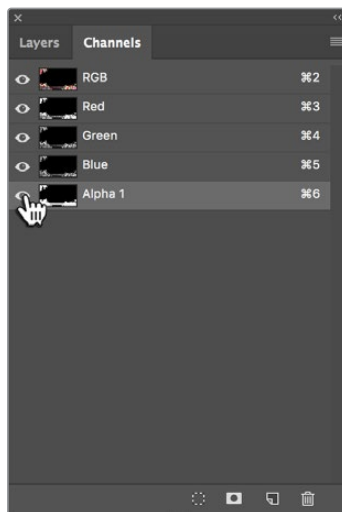 Layers Channels
RGB ⌘2
Red ⌘3
Green ⌘4
Blue ⌘5
Alpha 1 ⌘6